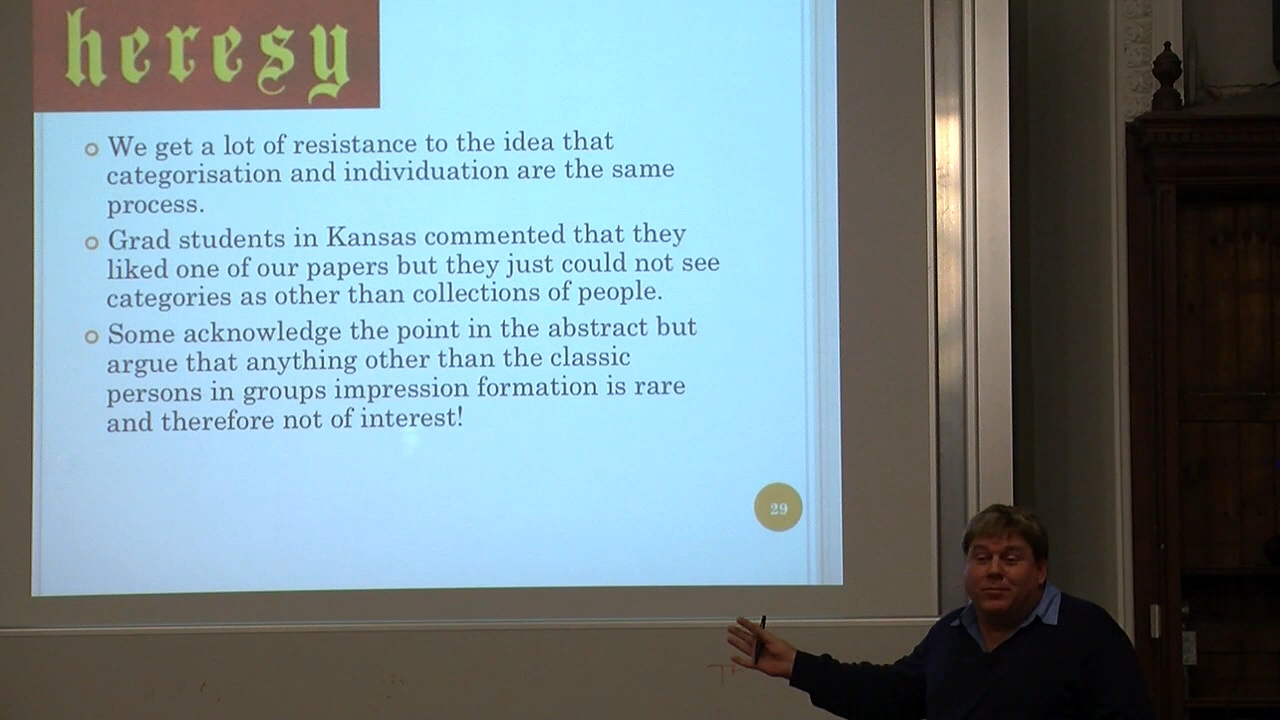 heresy
We get a lot of resistance to the idea that
categorisation and individuation are the same
process.
Grad students in Kansas commented that they
liked one of our papers but they just could not see
categories as other than collections of people.
Some acknowledge the point in the abstract but
argue that anything other than the classic
persons in groups impression formation is rare
and therefore not of interest!
29